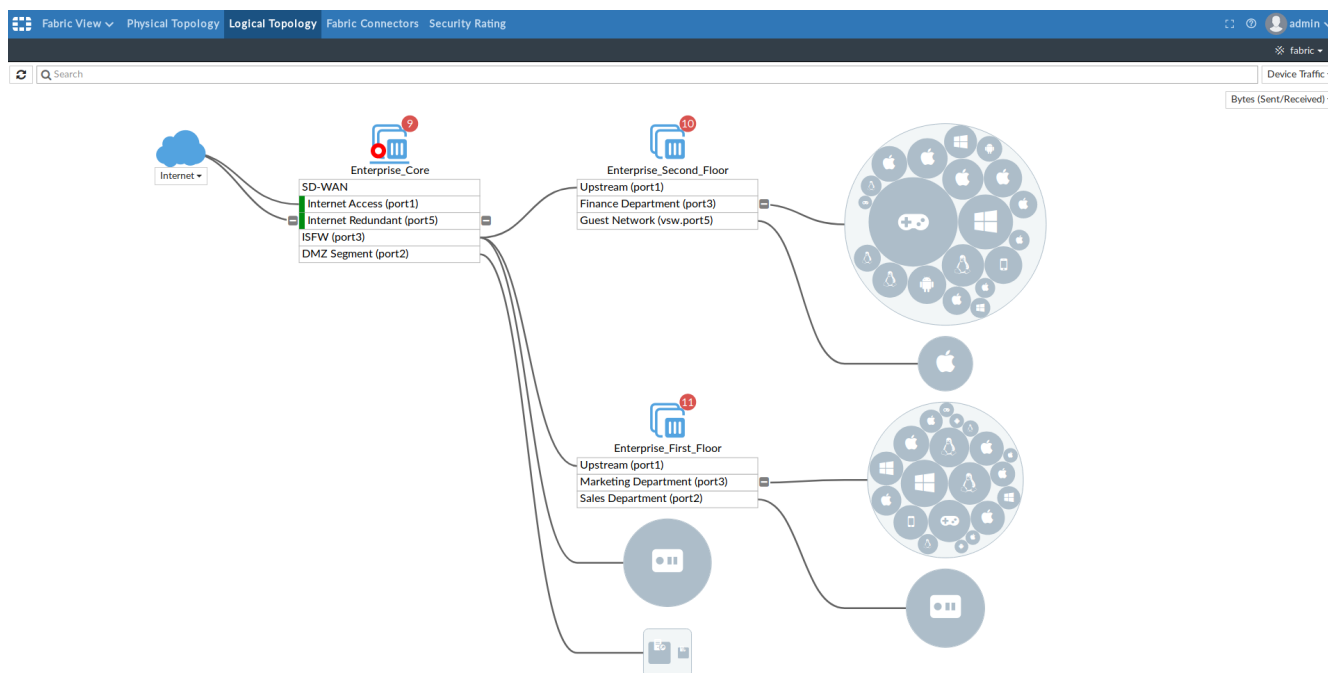 Fabric View Physical Topology Logical Topology Fabric Connectors Security Rating admin
fabric
Search Device Traffic
Bytes (Sent/Received)
Internet
9
Enterprise_Core
SD-WAN
Internet Access (port1)
Internet Redundant (port5)
ISFW (port3)
DMZ Segment (port2)
10
Enterprise_Second_Floor
Upstream (port1)
Finance Department (port3)
Guest Network (vsw.port5)
11
Enterprise_First_Floor
Upstream (port1)
Marketing Department (port3)
Sales Department (port2)